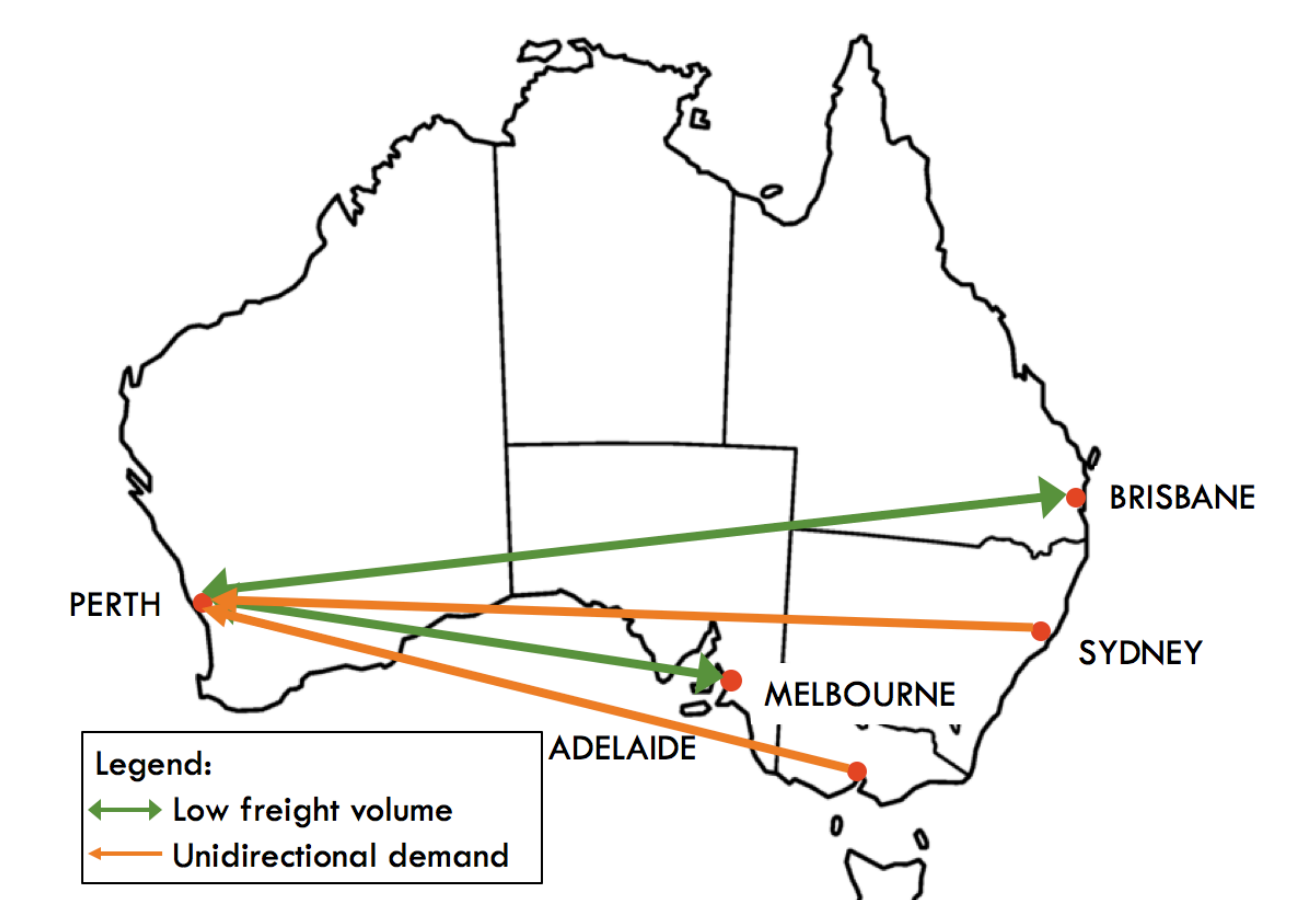 BRISBANE
PERTH
SYDNEY
MELBOURNE
ADELAIDE
Legend:
Low freight volume
Unidirectional demand